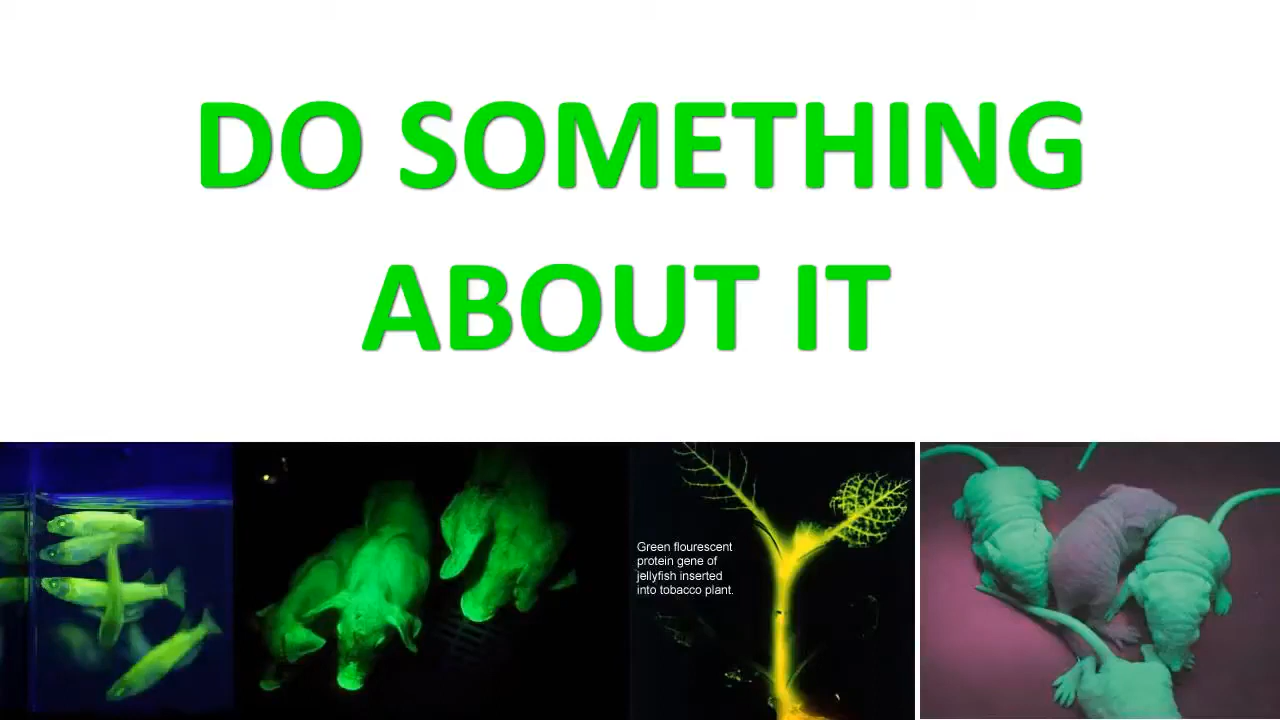 DO SOMETHING
ABOUT IT
Green flourescent
protein gene of
jellyfish inserted
into tobacco plant.